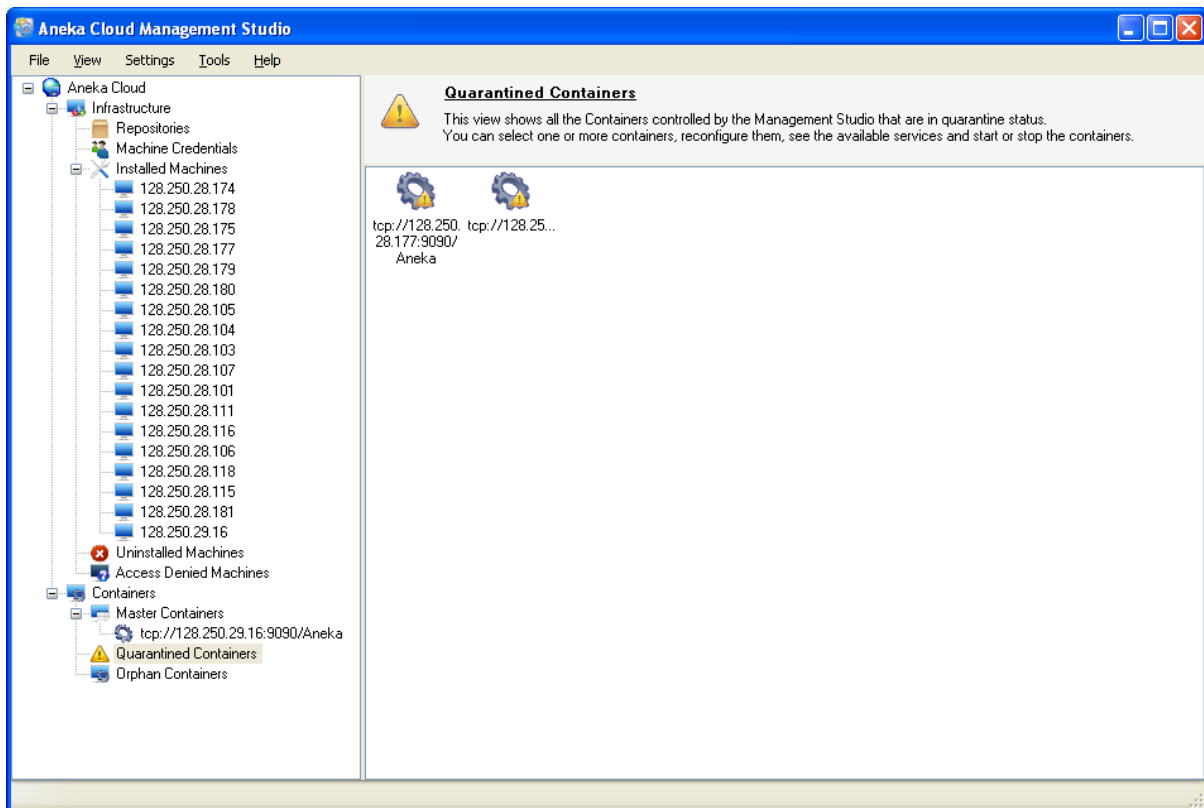 Aneka Cloud Management Studio
File View Settings Tools Help
Aneka Cloud
Infrastructure
Repositories
Machine Credentials
Installed Machines
128.250.28.174
128.250.28.178
128.250.28.175
128.250.28.177
128.250.28.179
128.250.28.180
128.250.28.105
128.250.28.104
128.250.28.103
128.250.28.107
128.250.28.101
128.250.28.111
128.250.28.116
128.250.28.106
128.250.28.118
128.250.28.115
128.250.28.181
128.250.29.16
Uninstalled Machines
Access Denied Machines
Containers
Master Containers
tcp://128.250.29.16:9090/Aneka
Quarantined Containers
Orphan Containers
Quarantined Containers
This view shows all the Containers controlled by the Management Studio that are in quarantine status.
You can select one or more containers, reconfigure them, see the available services and start or stop the containers.
tcp://128.250.
28.177:9090/
Aneka
tcp://128.25...